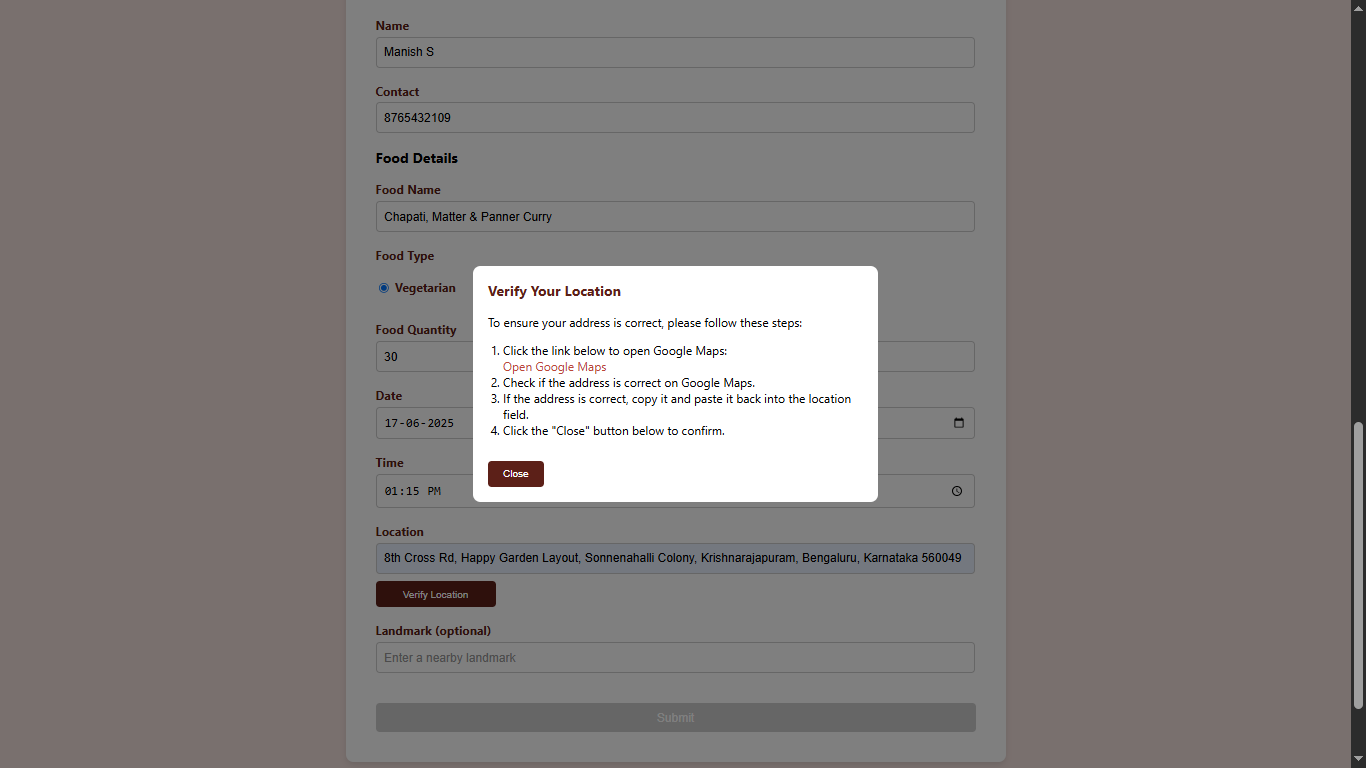 Name
Manish S
Contact
8765432109
Food Details
Food Name
Chapati, Matter & Panner Curry
Food Type
Vegetarian
Food Quantity
30
Date
17-06-2025
Time
01:15 PM
Verify Your Location
To ensure your address is correct, please follow these steps:
1. Click the link below to open Google Maps:
Open Google Maps
2. Check if the address is correct on Google Maps.
3. If the address is correct, copy it and paste it back into the location
field.
4. Click the "Close" button below to confirm.
Close
Location
8th Cross Rd, Happy Garden Layout, Sonnenahalli Colony, Krishnarajapuram, Bengaluru, Karnataka 560049
Verify Location
Landmark (optional)
Enter a nearby landmark
Submit